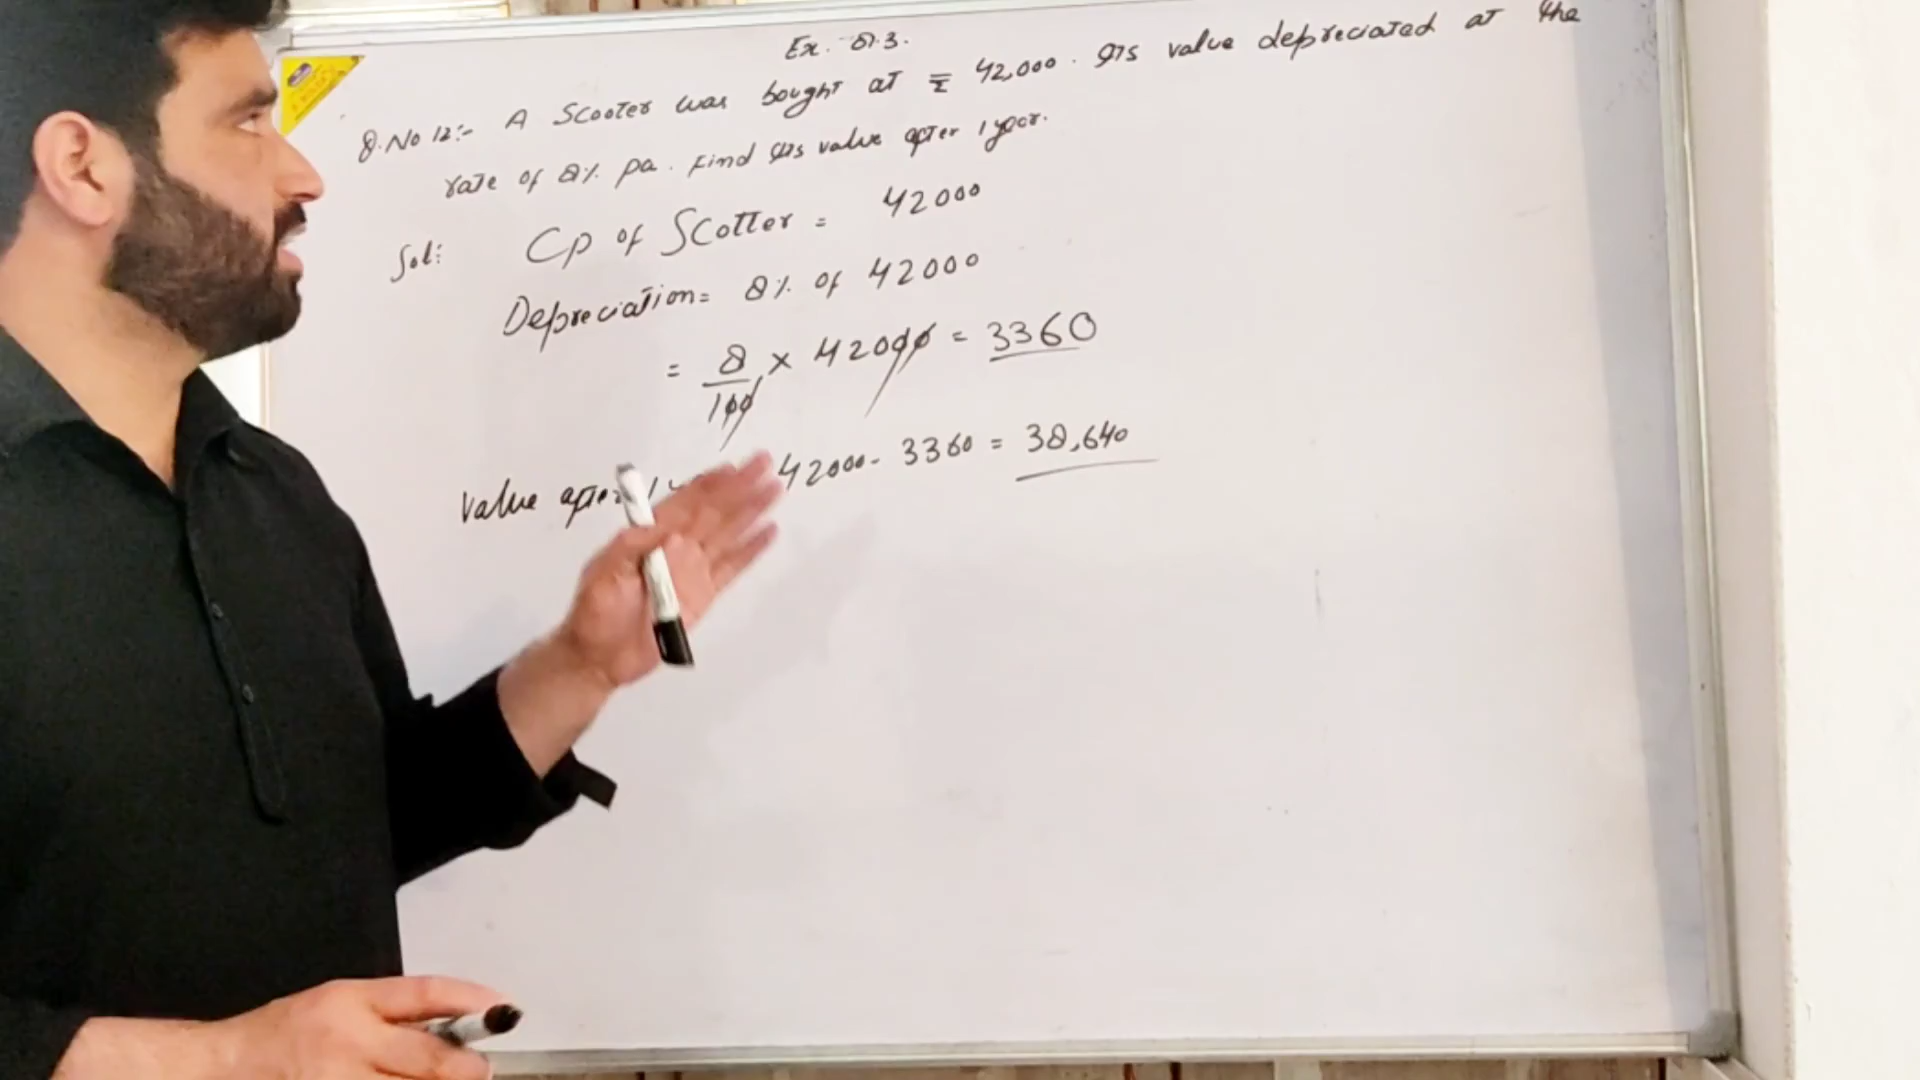 Ex. 8.3.
Q.No 12:- A Scooter was bought at ₹ 42,000. Its value depreciated at the
rate of 8% pa. Find its value after 1 year.
Sol: Cp of Scotter = 42000
Depreciation = 8% of 42000
= 8/100 × 42000 = 3360
Value after 1 42000 - 3360 = 38,640